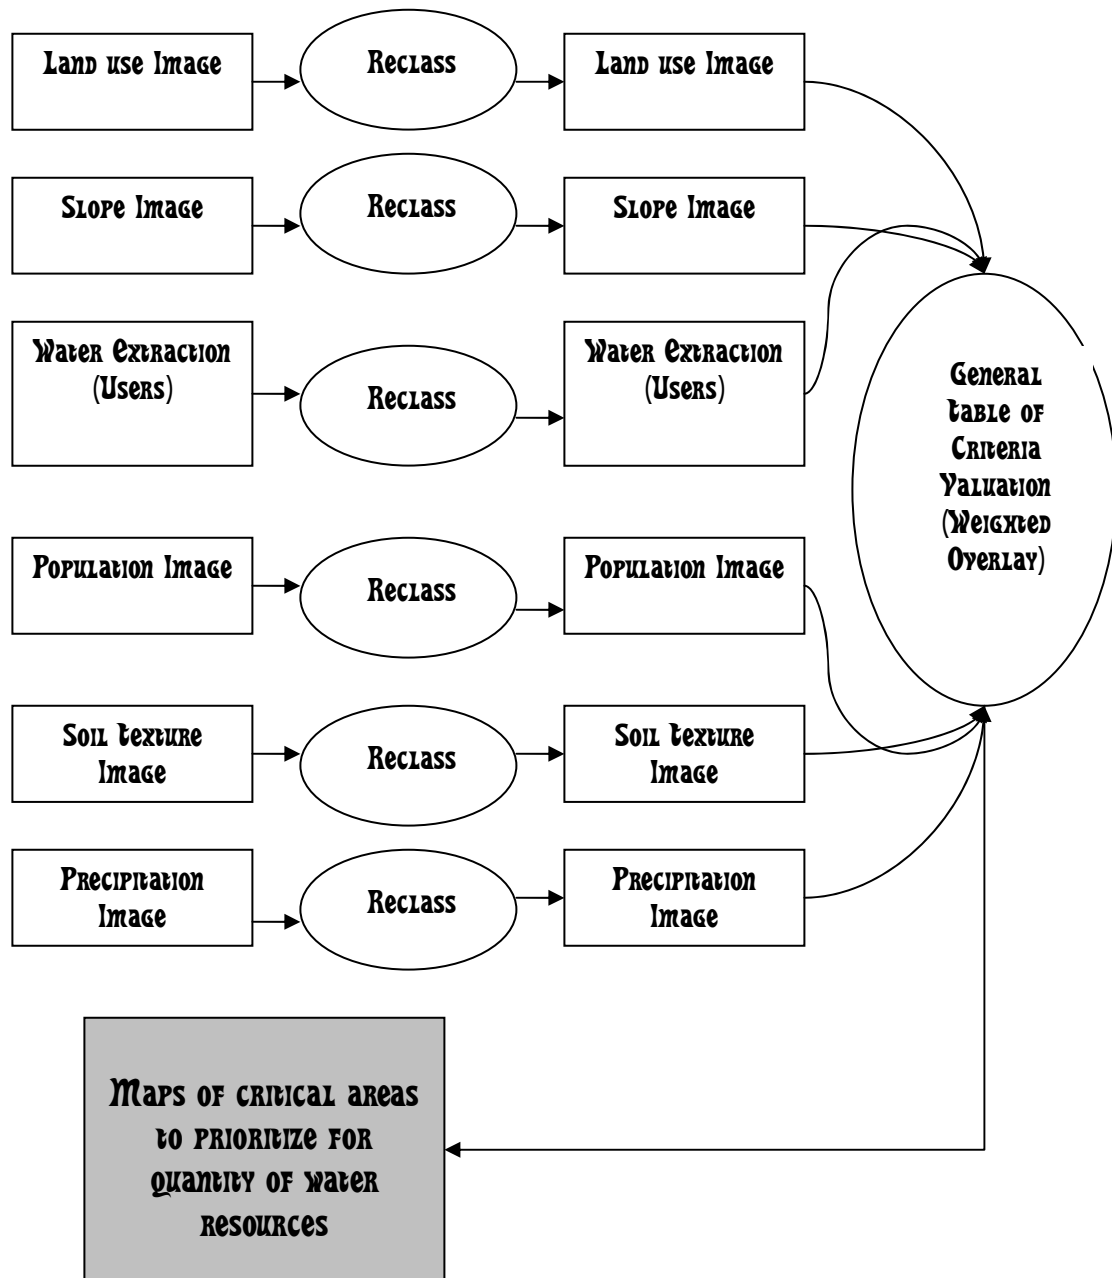 Land use Image
Reclass
Land use Image
Slope Image
Reclass
Slope Image
Water Extraction
(Users)
Reclass
Water Extraction
(Users)
General
table of
Criteria
Valuation
(Weighted
Overlay)
Population Image
Reclass
Population Image
Soil texture
Image
Reclass
Soil texture
Image
Precipitation
Image
Reclass
Precipitation
Image
Maps of critical areas
to prioritize for
quantity of water
resources